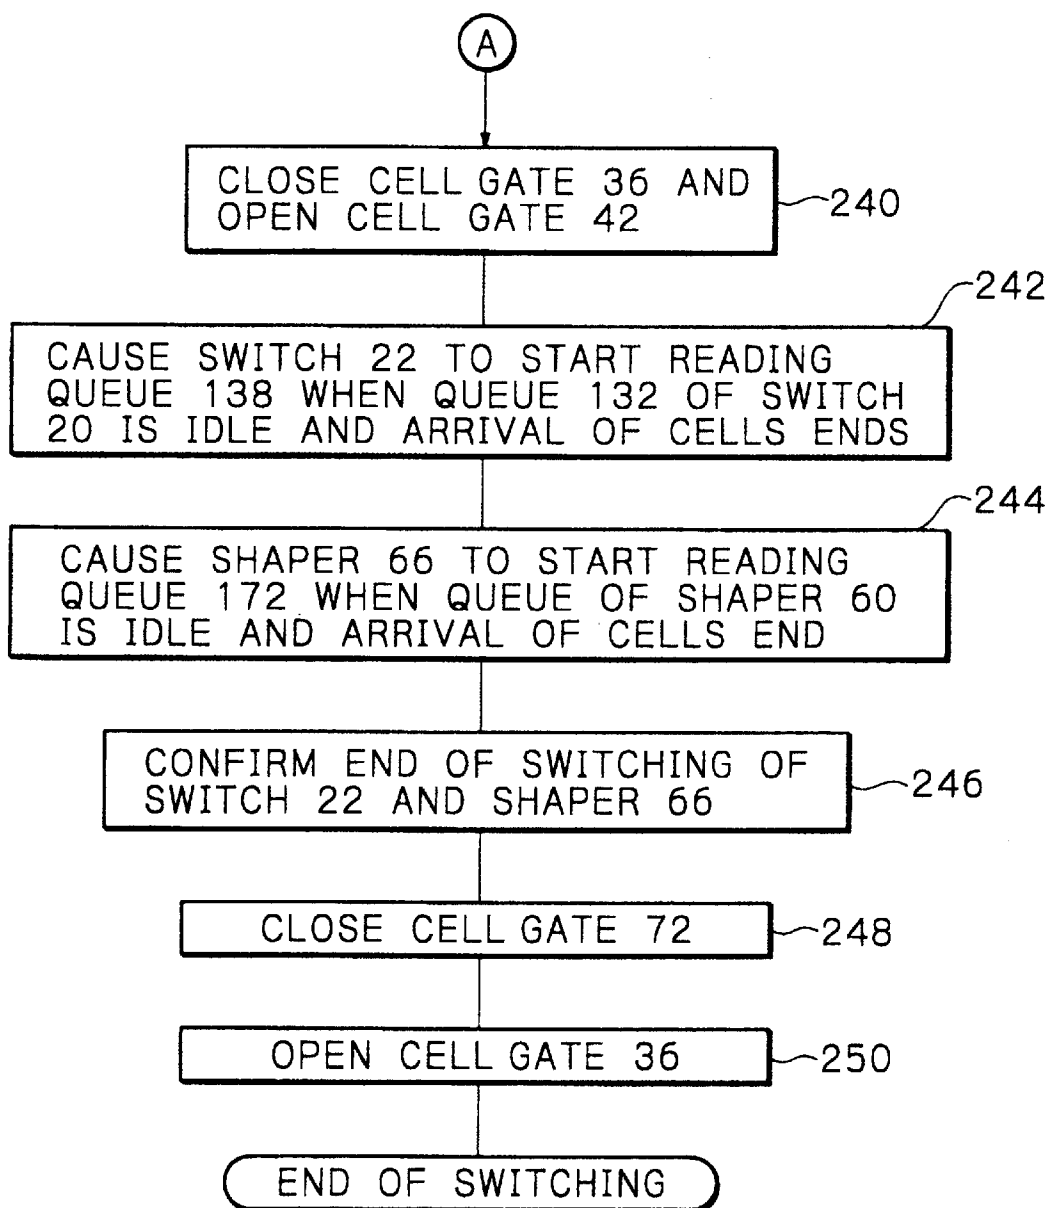 A
CLOSE CELL GATE 36 AND
OPEN CELL GATE 42
240
242
CAUSE SWITCH 22 TO START READING
QUEUE 138 WHEN QUEUE 132 OF SWITCH
20 IS IDLE AND ARRIVAL OF CELLS ENDS
244
CAUSE SHAPER 66 TO START READING
QUEUE 172 WHEN QUEUE OF SHAPER 60
IS IDLE AND ARRIVAL OF CELLS END
CONFIRM END OF SWITCHING OF
SWITCH 22 AND SHAPER 66
246
CLOSE CELL GATE 72
248
OPEN CELL GATE 36
250
END OF SWITCHING